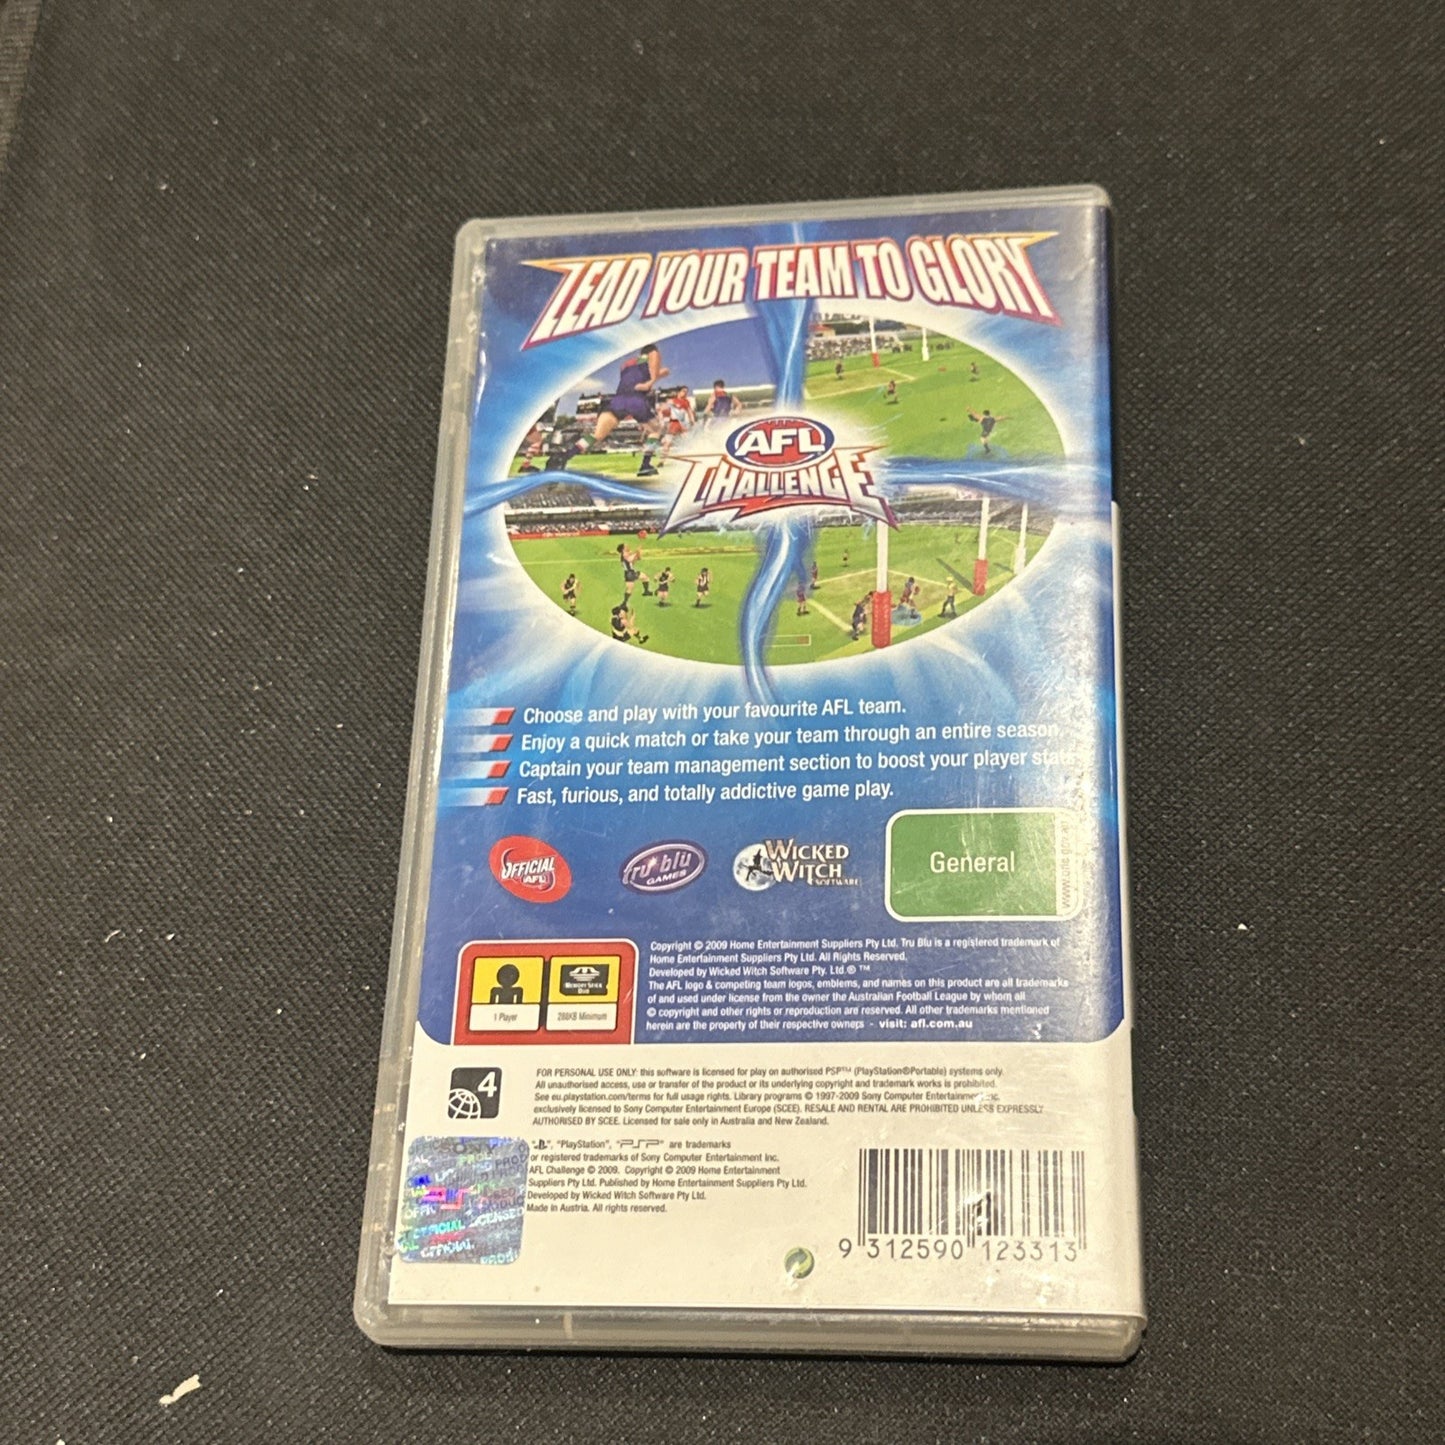 LEAD YOUR TEAM TO GLORY
AFL
CHALLENGE
Choose and play with your favourite AFL team.
Enjoy a quick match or take your team through an entire season.
Captain your team management section to boost your player stats.
Fast, furious, and totally addictive game play.
OFFICIAL
AFL
tru blu
GAMES
WICKED
WITCH
SOFTWARE
General
www.oflc.gov.au
1 Player
MEMORY STICK
DUO
288KB Minimum
Copyright © 2009 Home Entertainment Suppliers Pty Ltd. Tru Blu is a registered trademark of
Home Entertainment Suppliers Pty Ltd. All Rights Reserved.
Developed by Wicked Witch Software Pty. Ltd ® ™
The AFL logo & competing team logos, emblems, and names on this product are all trademarks
of and used under license from the owner the Australian Football League by whom all
© copyright and other rights or reproduction are reserved. All other trademarks mentioned
herein are the property of their respective owners - visit: afl.com.au
4
FOR PERSONAL USE ONLY: this software is licensed for play on authorised PSP™ (PlayStation®Portable) systems only.
All unauthorised access, use or transfer of the product or its underlying copyright and trademark works is prohibited.
See eu.playstation.com/terms for full usage rights. Library programs © 1997-2009 Sony Computer Entertainment Inc.
exclusively licensed to Sony Computer Entertainment Europe (SCEE). RESALE AND RENTAL ARE PROHIBITED UNLESS EXPRESSLY
AUTHORISED BY SCEE. Licensed for sale only in Australia and New Zealand.
"PlayStation", "PSP" are trademarks
or registered trademarks of Sony Computer Entertainment Inc.
AFL Challenge © 2009. Copyright © 2009 Home Entertainment
Suppliers Pty Ltd. Published by Home Entertainment Suppliers Pty Ltd.
Developed by Wicked Witch Software Pty Ltd.
Made in Austria. All rights reserved.
SONY
OFFICIAL LICENSED
9 312590 123313